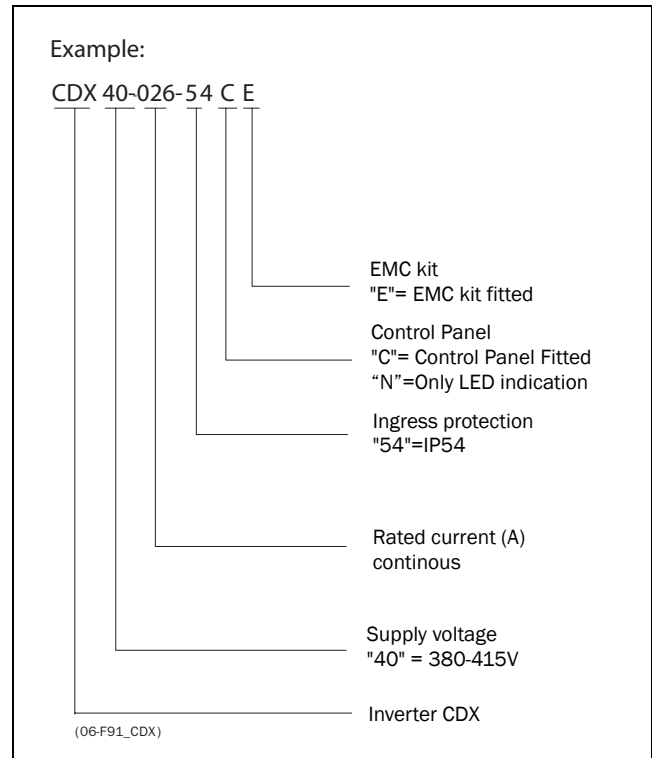 Example:
CDX 40-026-54 C E
EMC kit
"E"= EMC kit fitted
Control Panel
"C"= Control Panel Fitted
“N”=Only LED indication
Ingress protection
"54"=IP54
Rated current (A)
continous
Supply voltage
"40" = 380-415V
Inverter CDX
(06-F91_CDX)